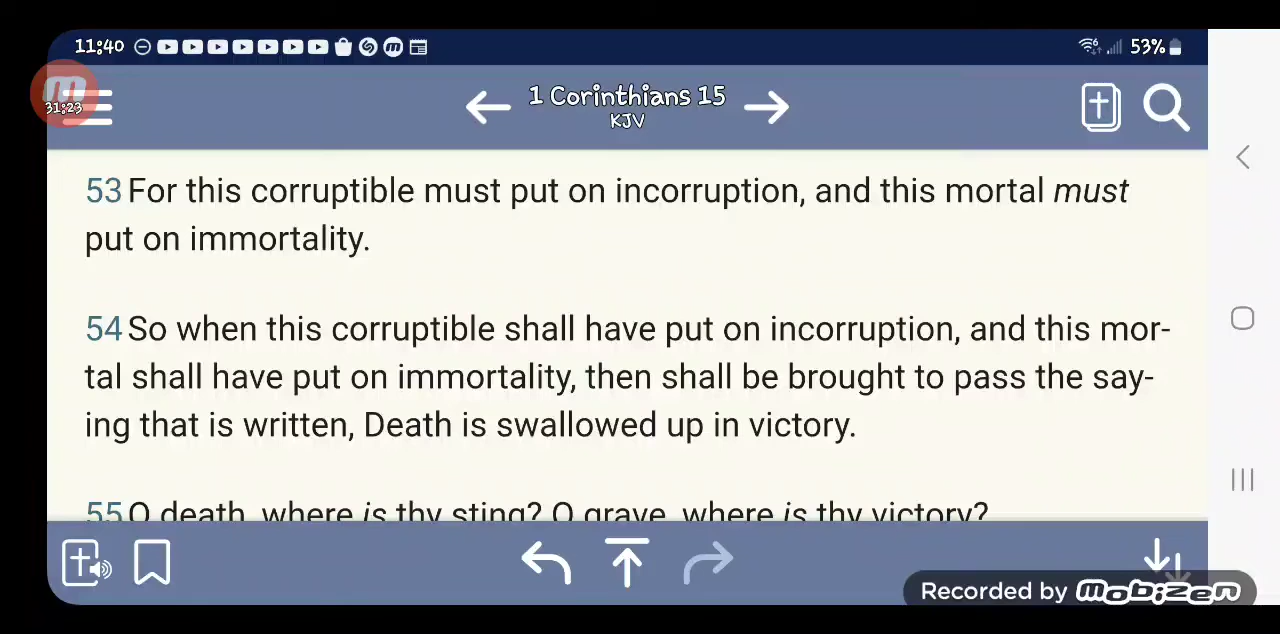 11:40 53%
31:23
1 Corinthians 15
KJV
53 For this corruptible must put on incorruption, and this mortal must
put on immortality.
54 So when this corruptible shall have put on incorruption, and this mor-
tal shall have put on immortality, then shall be brought to pass the say-
ing that is written, Death is swallowed up in victory.
55 O death, where is thy sting? O grave, where is thy victory?
Recorded by Mobizen